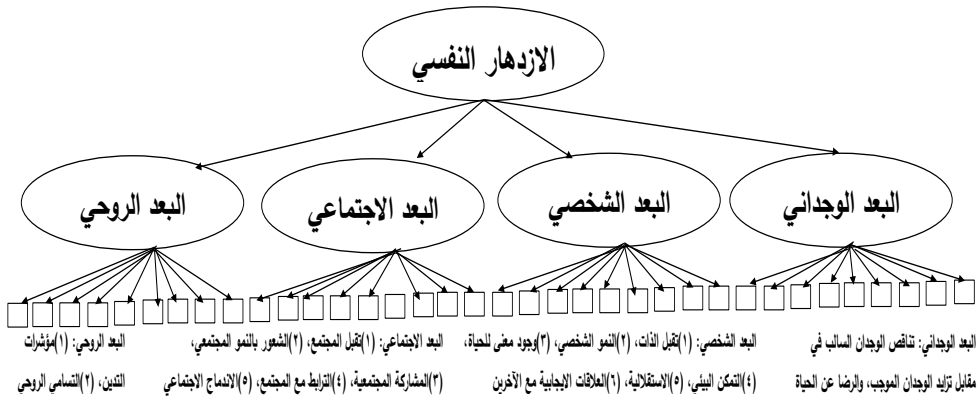 الازدهار النفسي
البعد الوجداني
البعد الشخصي
البعد الاجتماعي
البعد الروحي
البعد الوجداني: تناقص الوجدان السالب في
مقابل تزايد الوجدان الموجب، والرضا عن الحياة
البعد الشخصي: (١)تقبل الذات، (٢)النمو الشخصي، (٣)وجود معنى للحياة،
(٤)التمكن البيئي، (٥)الاستقلالية، (٦)العلاقات الايجابية مع الآخرين
البعد الاجتماعي: (١)تقبل المجتمع، (٢)الشعور بالنمو المجتمعي،
(٣)المشاركة المجتمعية، (٤)الترابط مع المجتمع، (٥)الاندماج الاجتماعي
البعد الروحي: (١)مؤشرات
التدين، (٢)التسامي الروحي